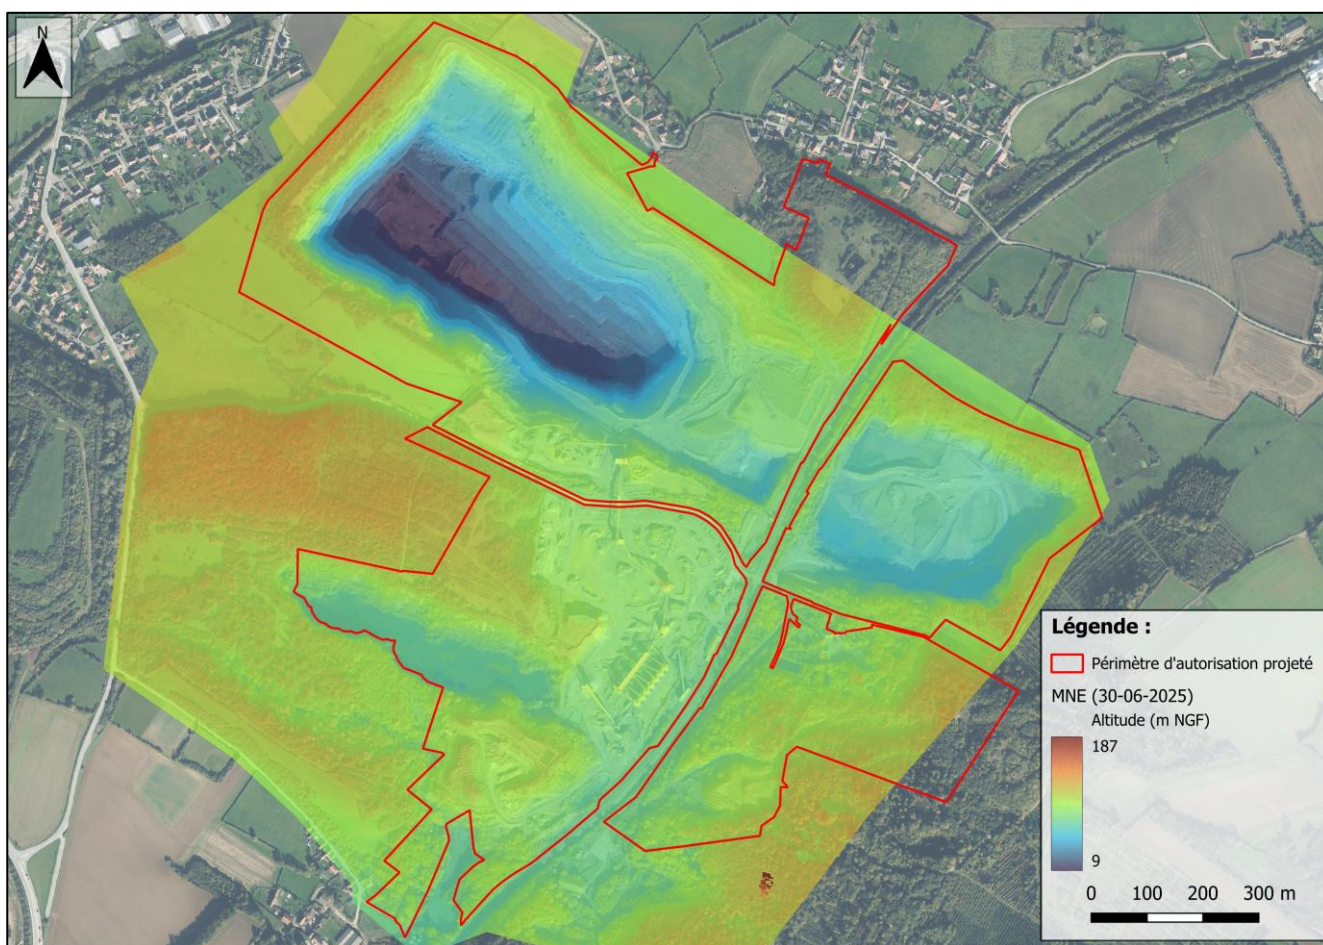 N
Légende :
Périmètre d'autorisation projeté
MNE (30-06-2025)
Altitude (m NGF)
187
9
0 100 200 300 m